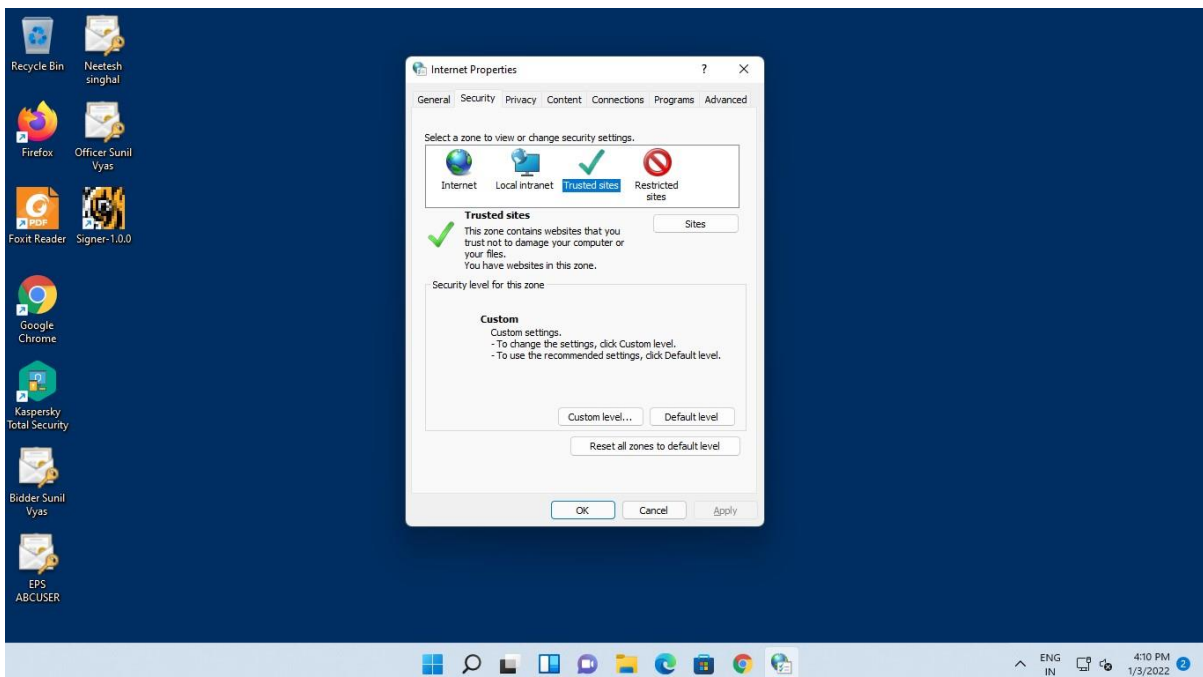 Recycle Bin
Neetesh
singhal
Firefox
Officer Sunil
Vyas
PDF
Foxit Reader
Signer-1.0.0
Google
Chrome
Kaspersky
Total Security
Bidder Sunil
Vyas
EPS
ABCUSER
Internet Properties
?
General Security Privacy Content Connections Programs Advanced
Select a zone to view or change security settings.
Internet
Local intranet
Trusted sites
Restricted
sites
Trusted sites
This zone contains websites that you
trust not to damage your computer or
your files.
You have websites in this zone.
Sites
Security level for this zone
Custom
Custom settings.
- To change the settings, click Custom level.
- To use the recommended settings, click Default level.
Custom level...
Default level
Reset all zones to default level
OK
Cancel
Apply
ENG
IN
4:10 PM
1/3/2022
2